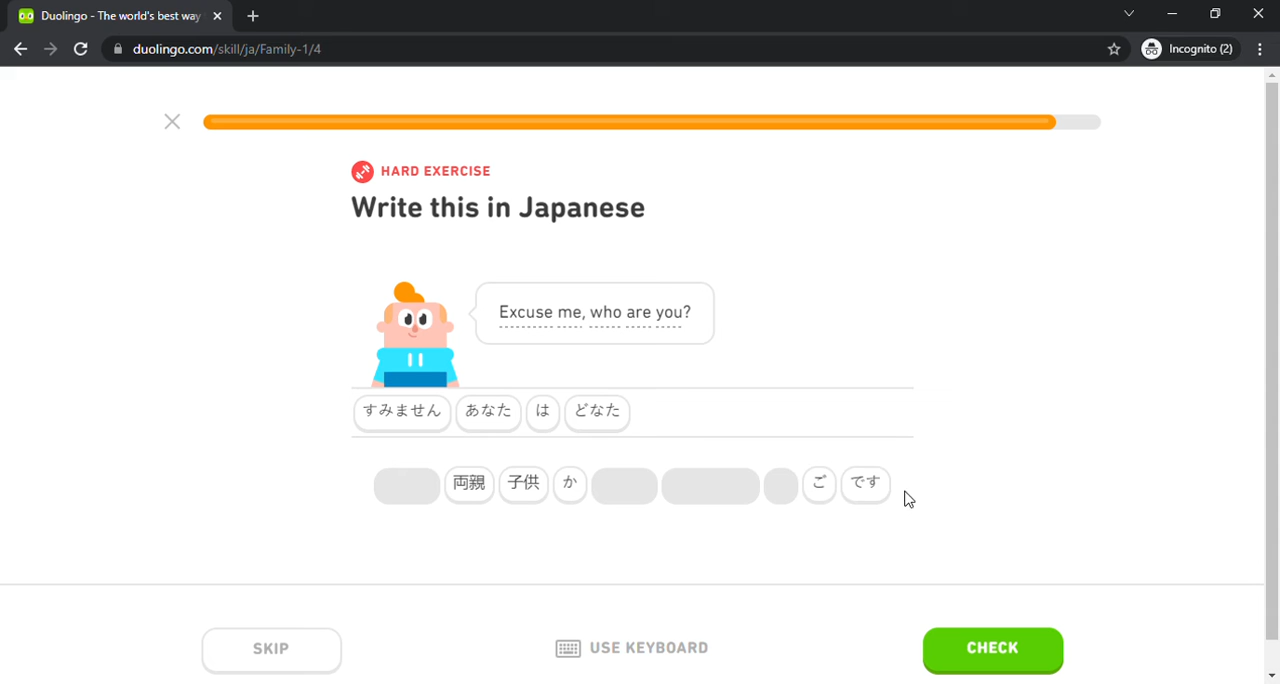 Duolingo - The world's best way
duolingo.com/skill/ja/Family-1/4
Incognito (2)
HARD EXERCISE
Write this in Japanese
Excuse me, who are you?
すみません あなた は どなた
両親 子供 か ご です
SKIP
USE KEYBOARD
CHECK